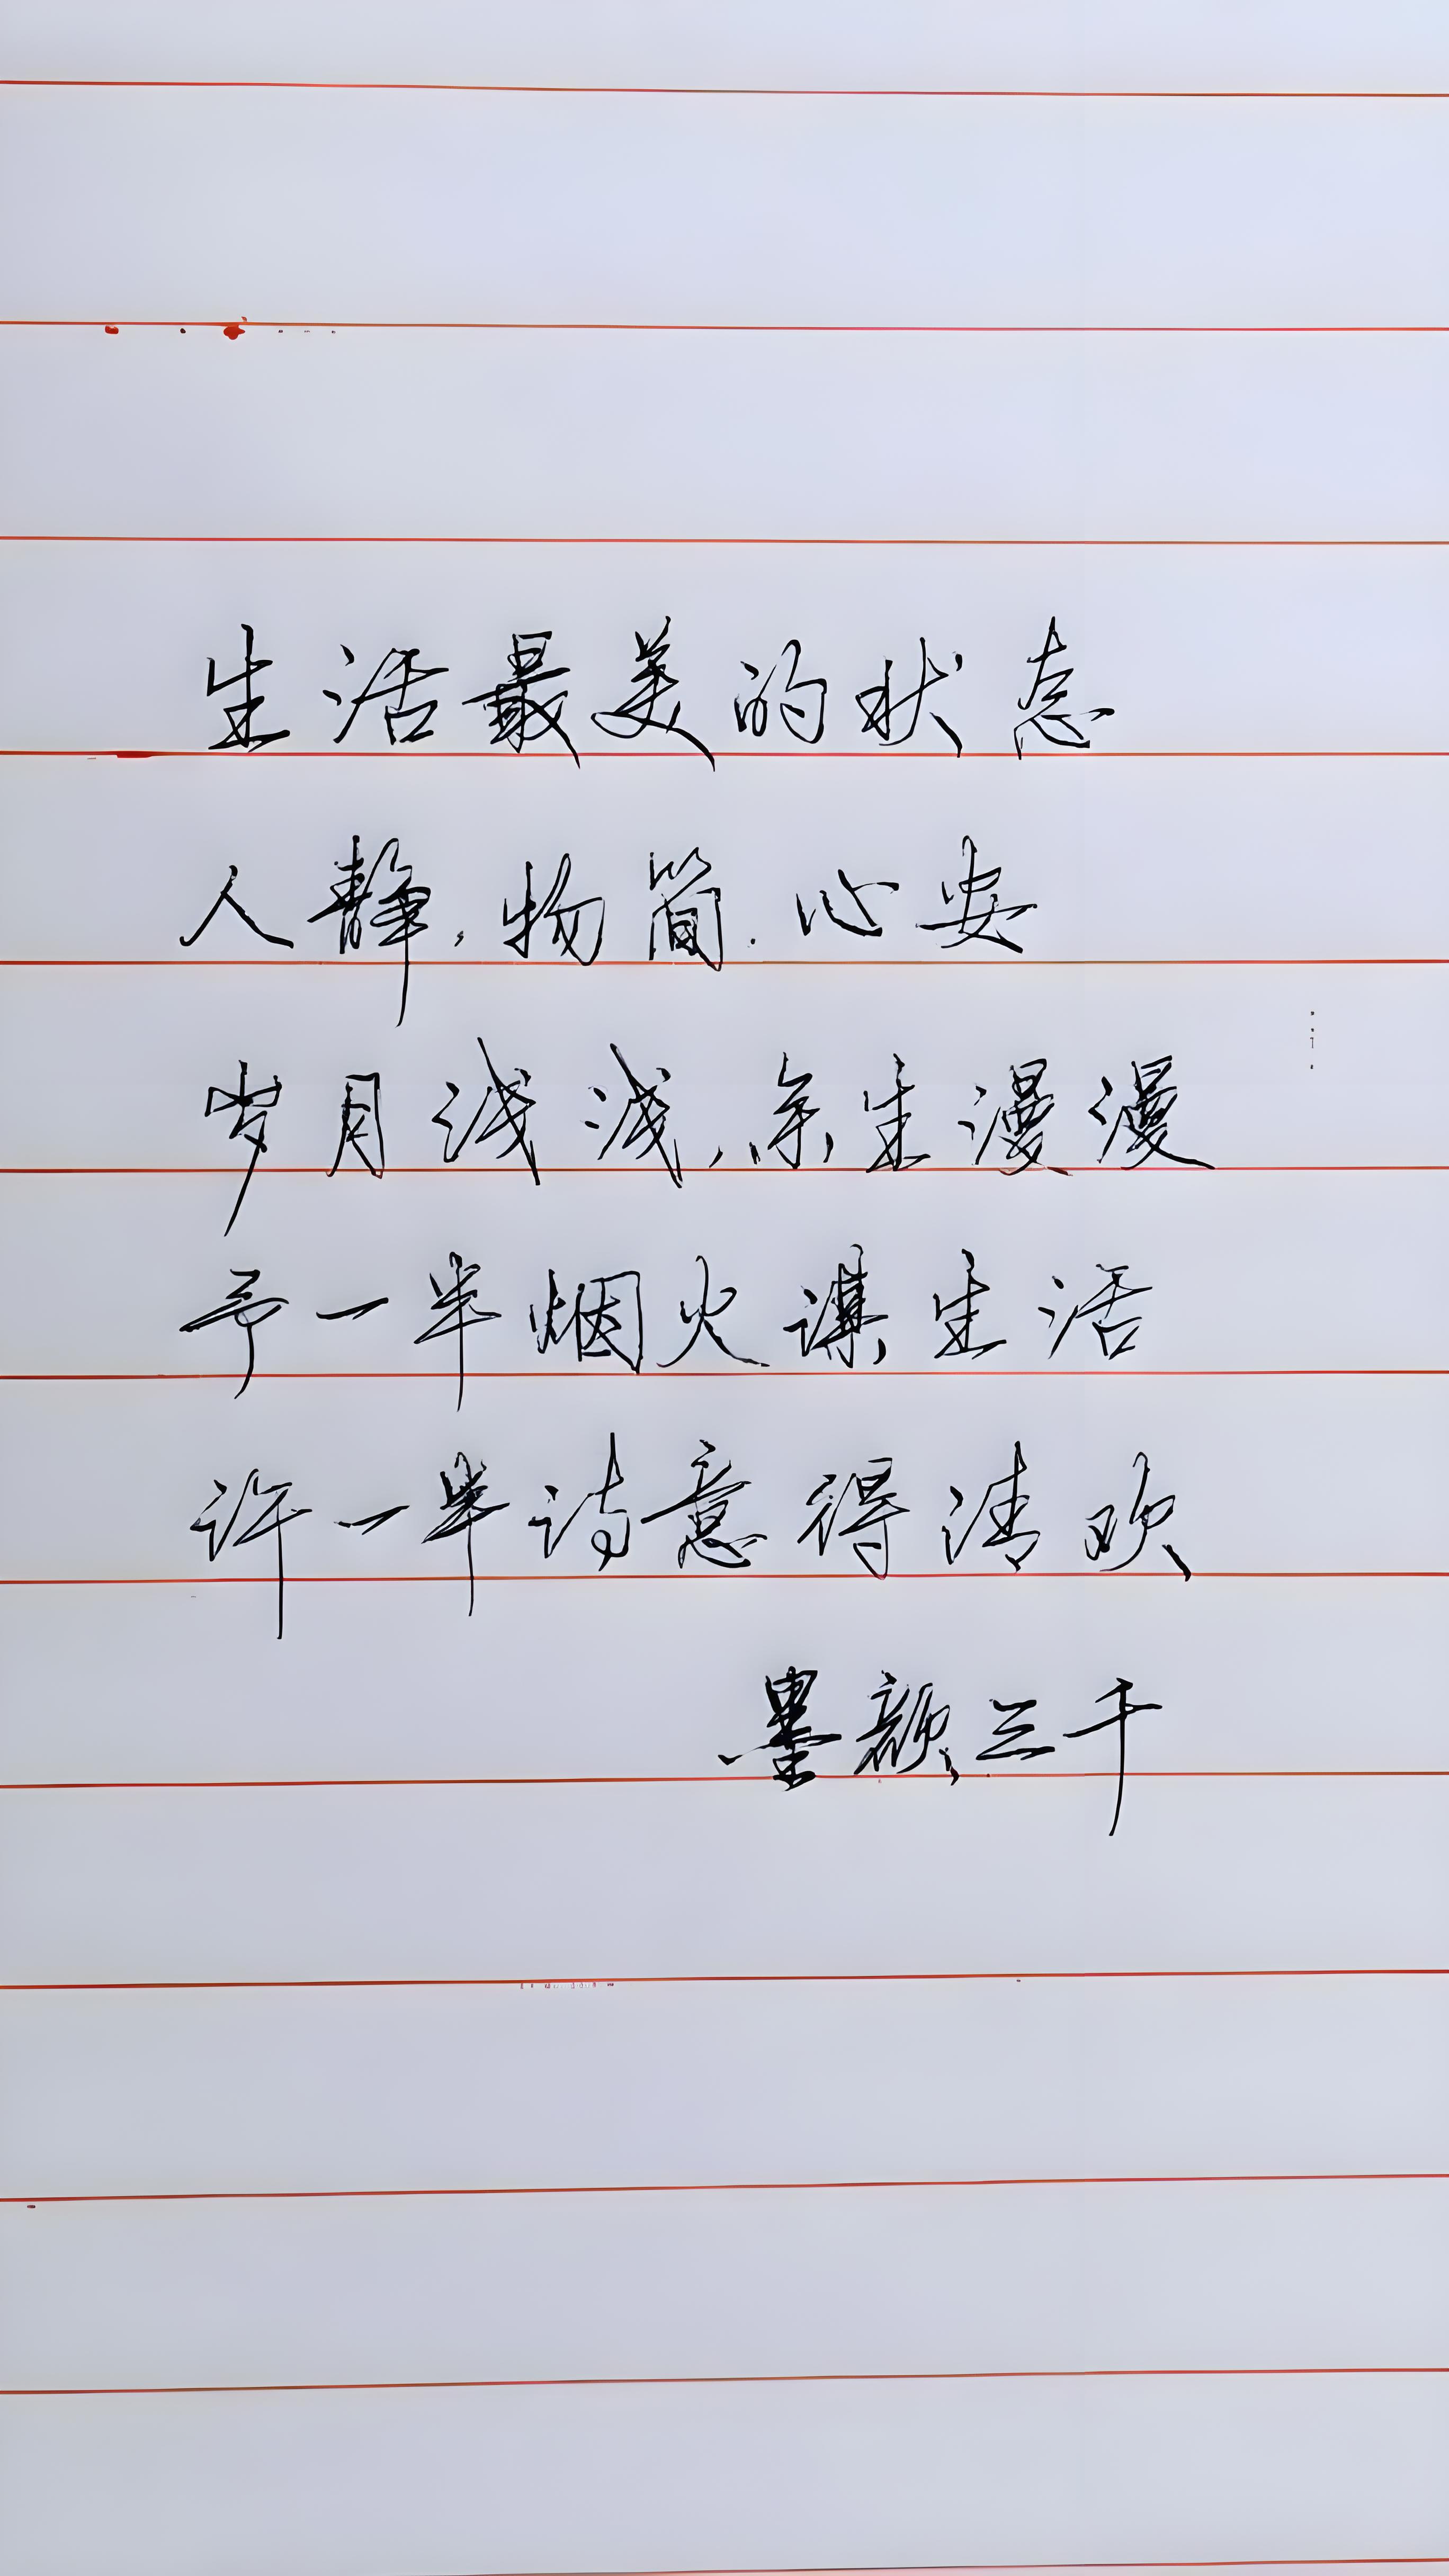 生活最美的状态
人静,物简.心安
岁月浅浅,余生漫漫
予一半烟火谋生活
许一半诗意得清欢
墨颜三千